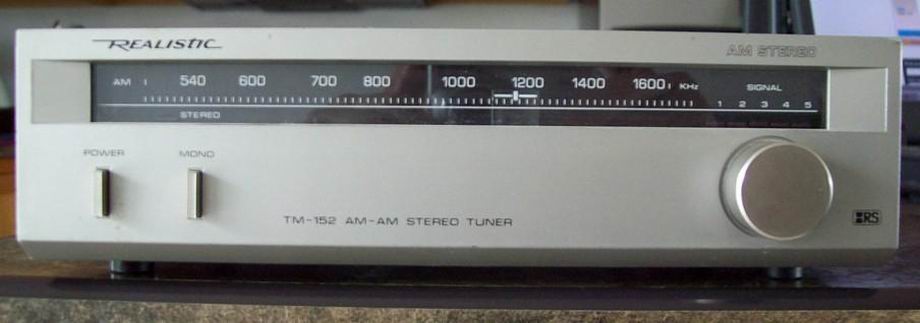 REALISTIC
AM STEREO
AM 540 600 700 800 1000 1200 1400 1600 KHz
SIGNAL
1 2 3 4 5
STEREO
POWER
MONO
TM-152 AM-AM STEREO TUNER
RS